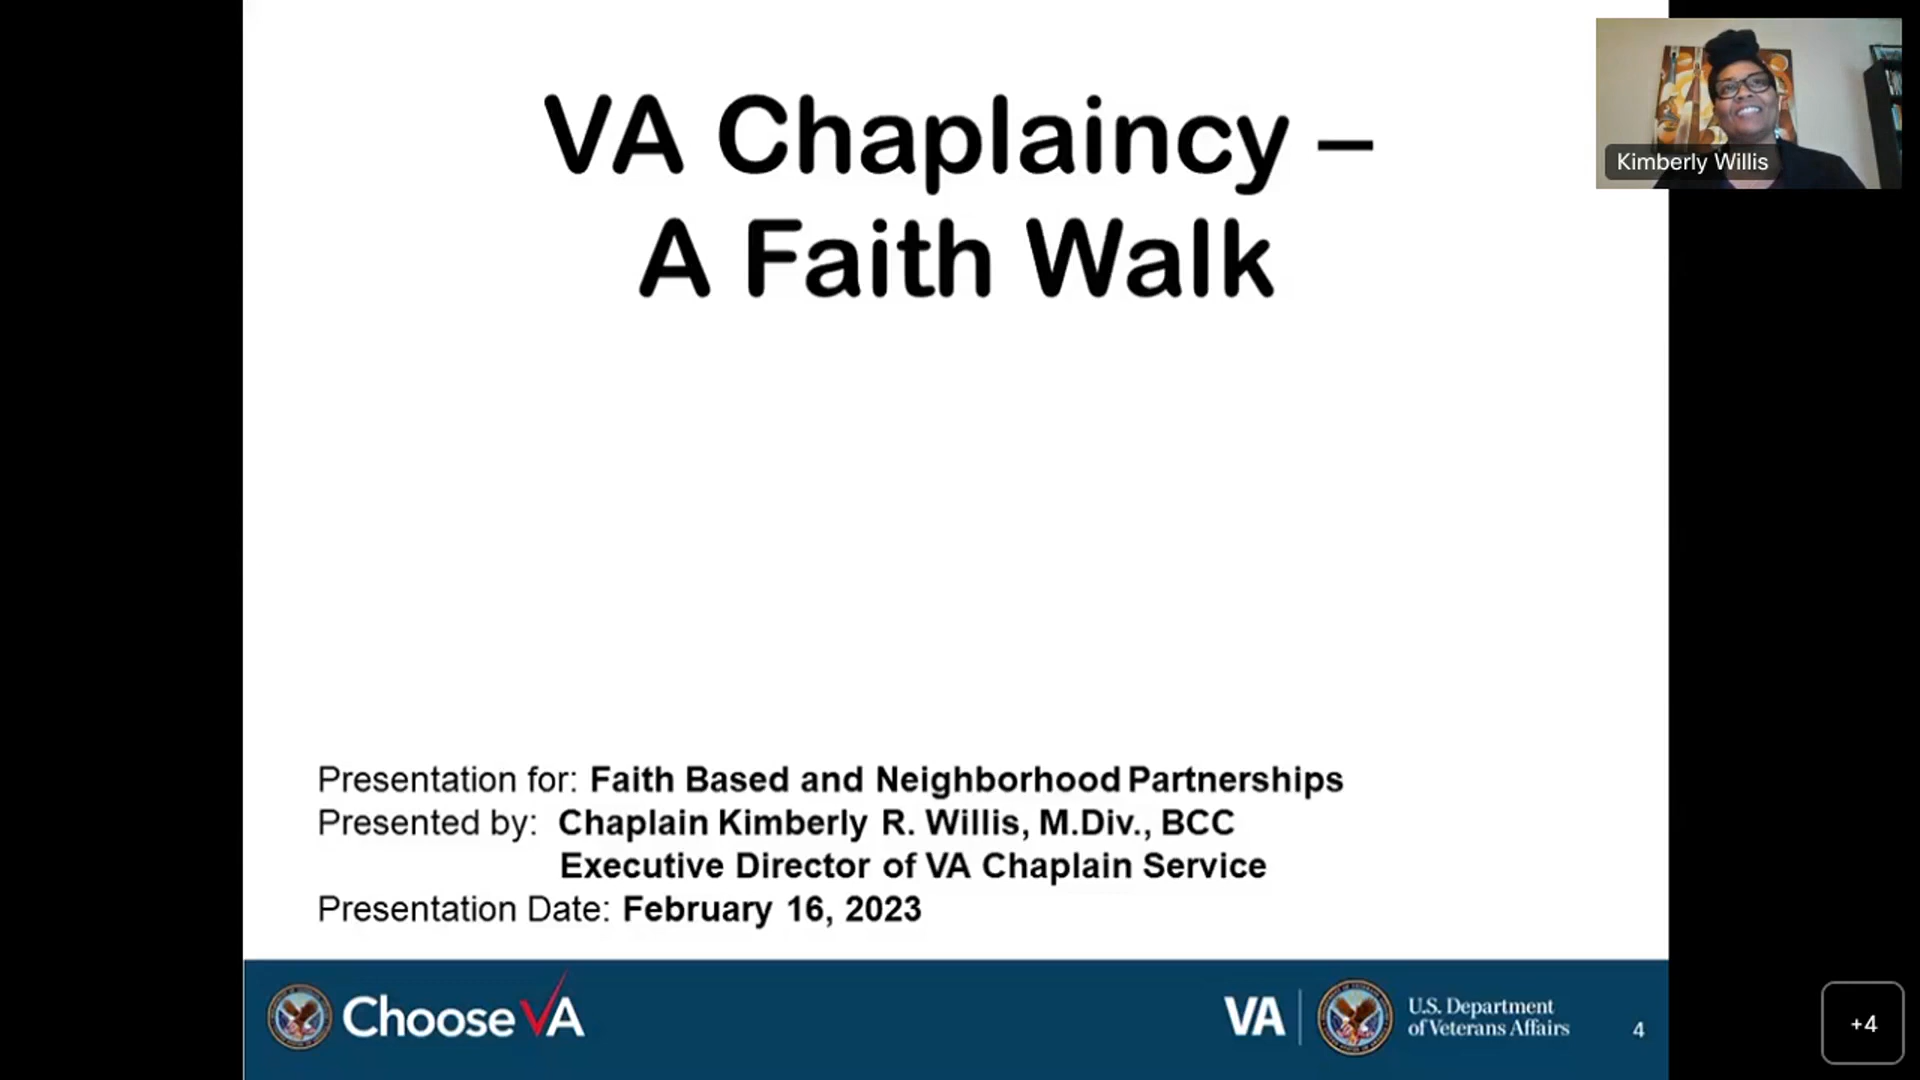 VA Chaplaincy –
A Faith Walk
Kimberly Willis
Presentation for: Faith Based and Neighborhood Partnerships
Presented by: Chaplain Kimberly R. Willis, M.Div., BCC
Executive Director of VA Chaplain Service
Presentation Date: February 16, 2023
Choose VA
VA
U.S. Department
of Veterans Affairs
4
+4